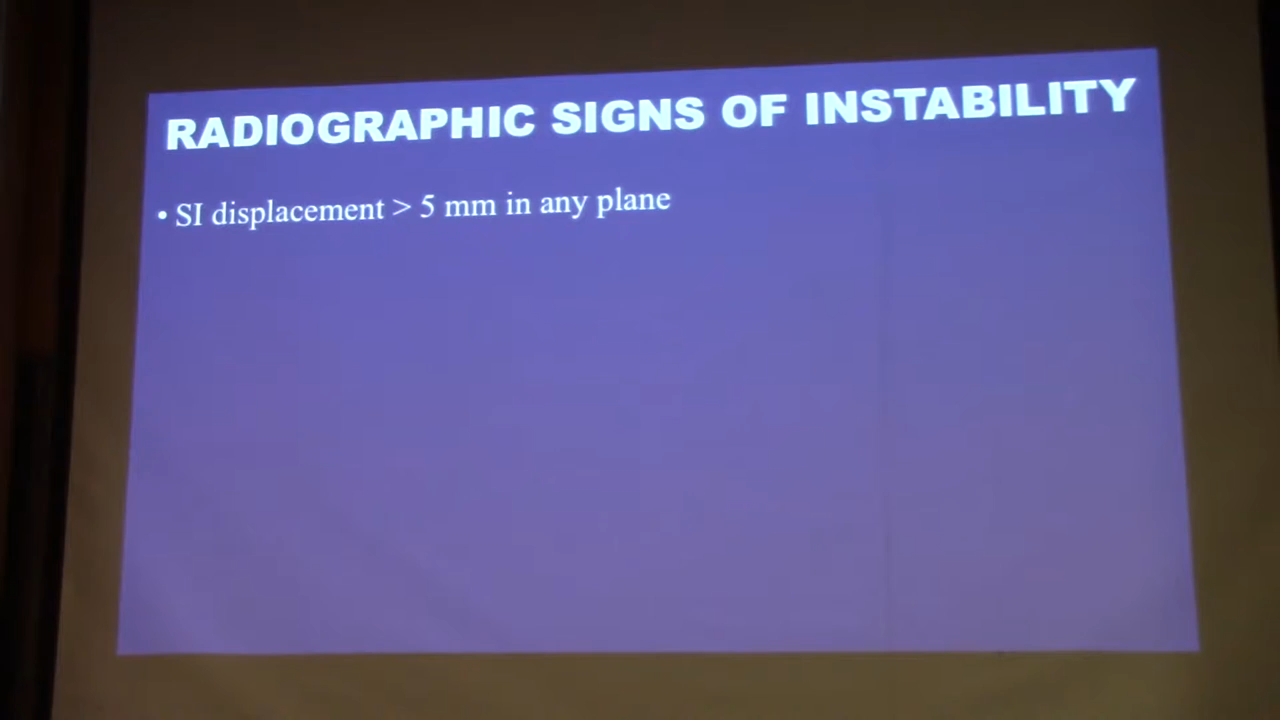 RADIOGRAPHIC SIGNS OF INSTABILITY
• SI displacement > 5 mm in any plane